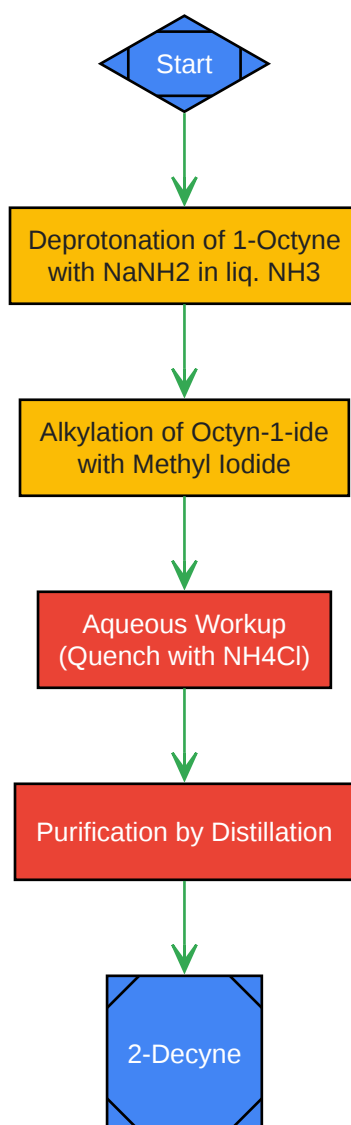 Start
Deprotonation of 1-Octyne
with NaNH2 in liq. NH3
Alkylation of Octyn-1-ide
with Methyl Iodide
Aqueous Workup
(Quench with NH4Cl)
Purification by Distillation
2-Decyne